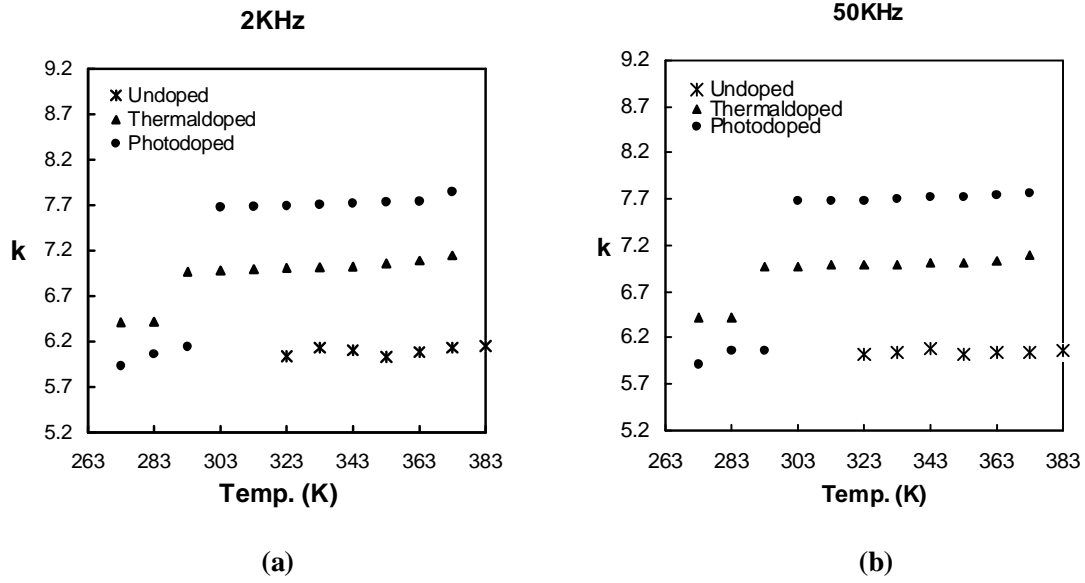 2KHz
9.2
8.7
8.2
7.7
7.2
6.7
6.2
5.7
5.2
k
Undoped
Thermaldoped
Photodoped
263 283 303 323 343 363 383
Temp. (K)
(a)
50KHz
9.2
8.7
8.2
7.7
7.2
6.7
6.2
5.7
5.2
k
Undoped
Thermaldoped
Photodoped
263 283 303 323 343 363 383
Temp. (K)
(b)